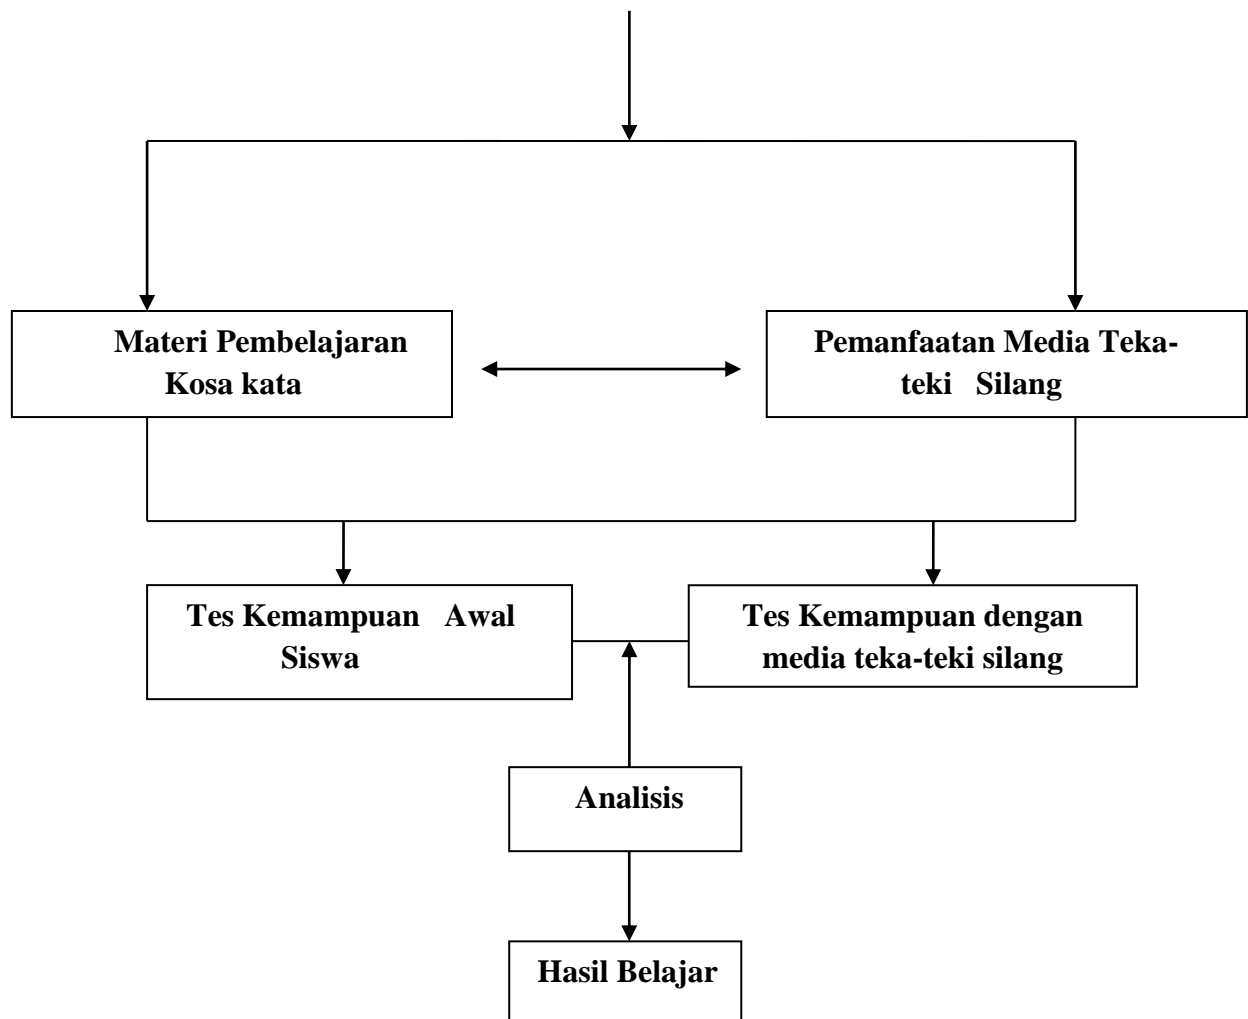 Materi Pembelajaran
Kosa kata
Pemanfaatan Media Teka-
teki Silang
Tes Kemampuan Awal
Siswa
Tes Kemampuan dengan
media teka-teki silang
Analisis
Hasil Belajar